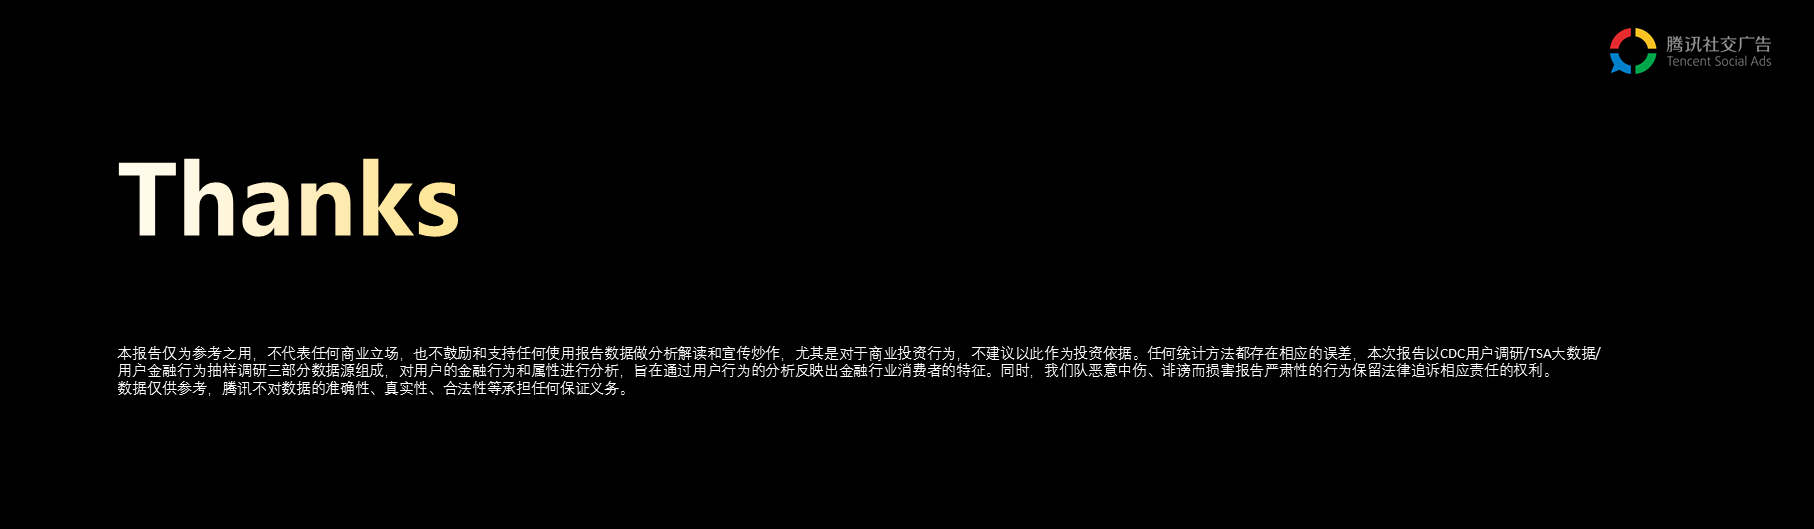 腾讯社交广告
Tencent Social Ads
Thanks
本报告仅为参考之用，不代表任何商业立场，也不鼓励和支持任何使用报告数据做分析解读和宣传炒作，尤其是对于商业投资行为，不建议以此作为投资依据。任何统计方法都存在相应的误差，本次报告以CDC用户调研/TSA大数据/
用户金融行为抽样调研三部分数据源组成，对用户的金融行为和属性进行分析，旨在通过用户行为的分析反映出金融行业消费者的特征。同时，我们队恶意中伤、诽谤而损害报告严肃性的行为保留法律追诉相应责任的权利。
数据仅供参考，腾讯不对数据的准确性、真实性、合法性等承担任何保证义务。